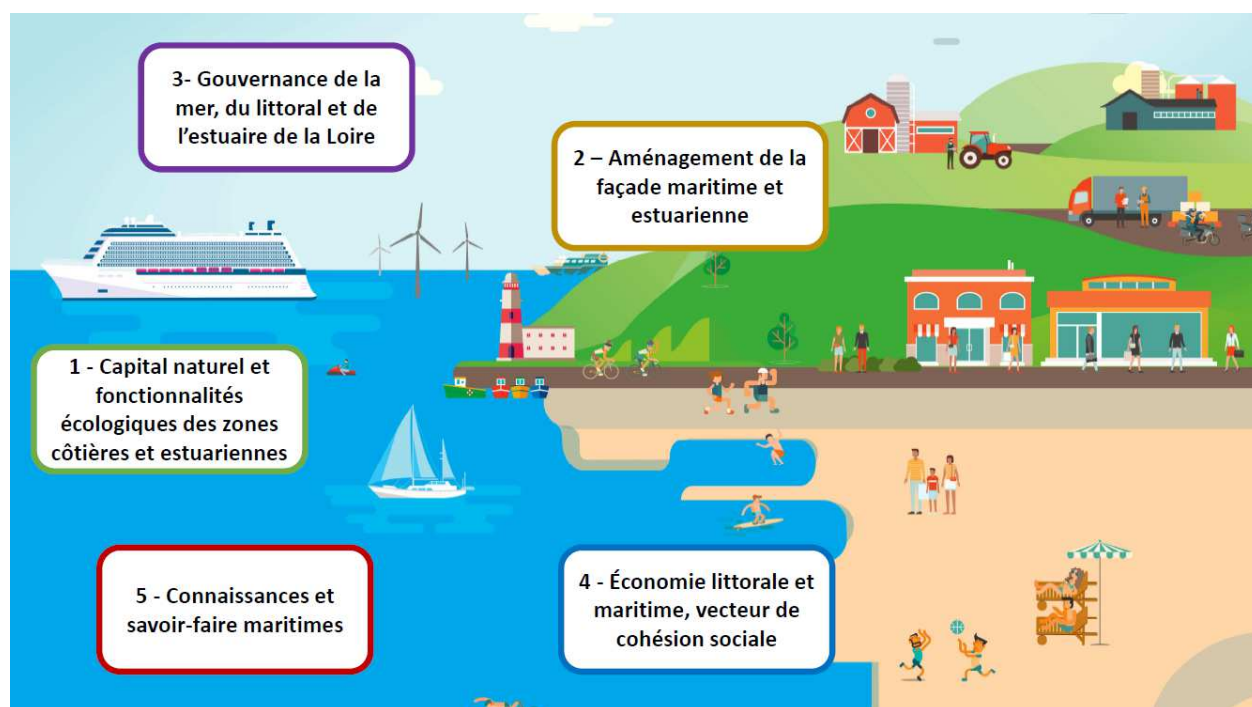 3- Gouvernance de la
mer, du littoral et de
l'estuaire de la Loire
2 – Aménagement de la
façade maritime et
estuarienne
1 - Capital naturel et
fonctionnalités
écologiques des zones
côtières et estuariennes
5 - Connaissances et
savoir-faire maritimes
4 - Économie littorale et
maritime, vecteur de
cohésion sociale